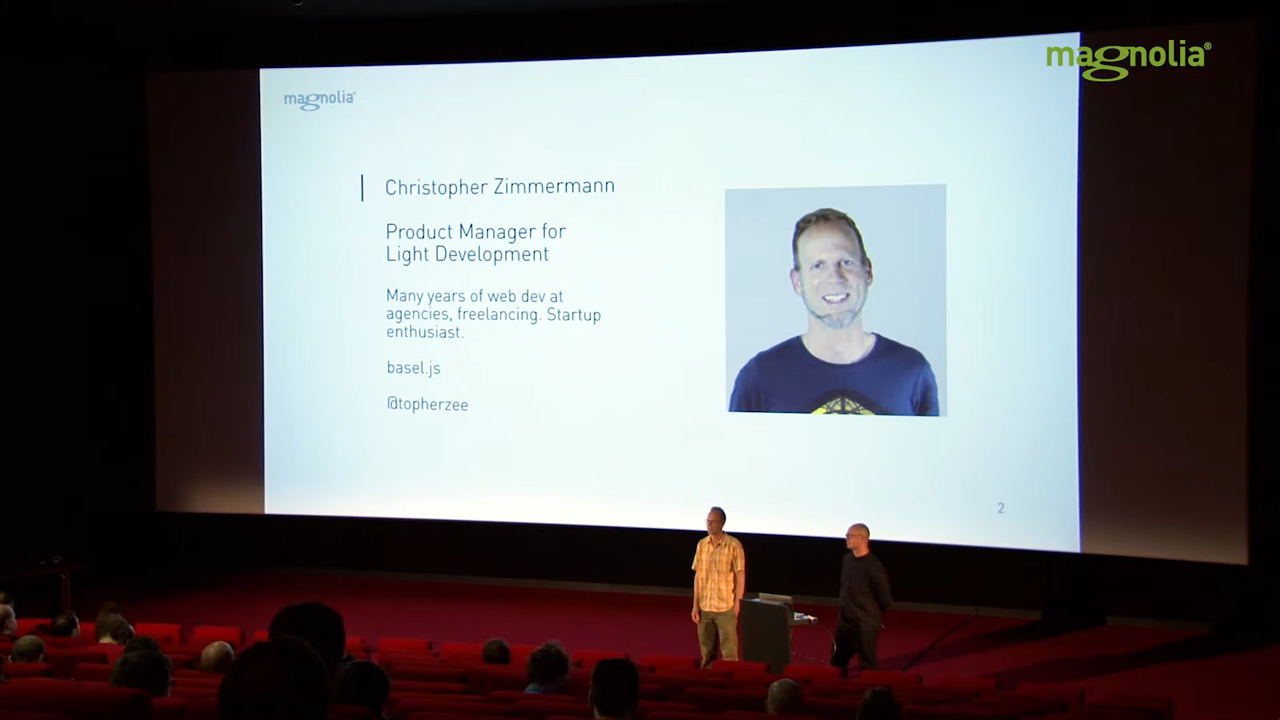 magnolia®
magnolia®
Christopher Zimmermann
Product Manager for
Light Development
Many years of web dev at
agencies, freelancing. Startup
enthusiast.
basel.js
@topherzee
2